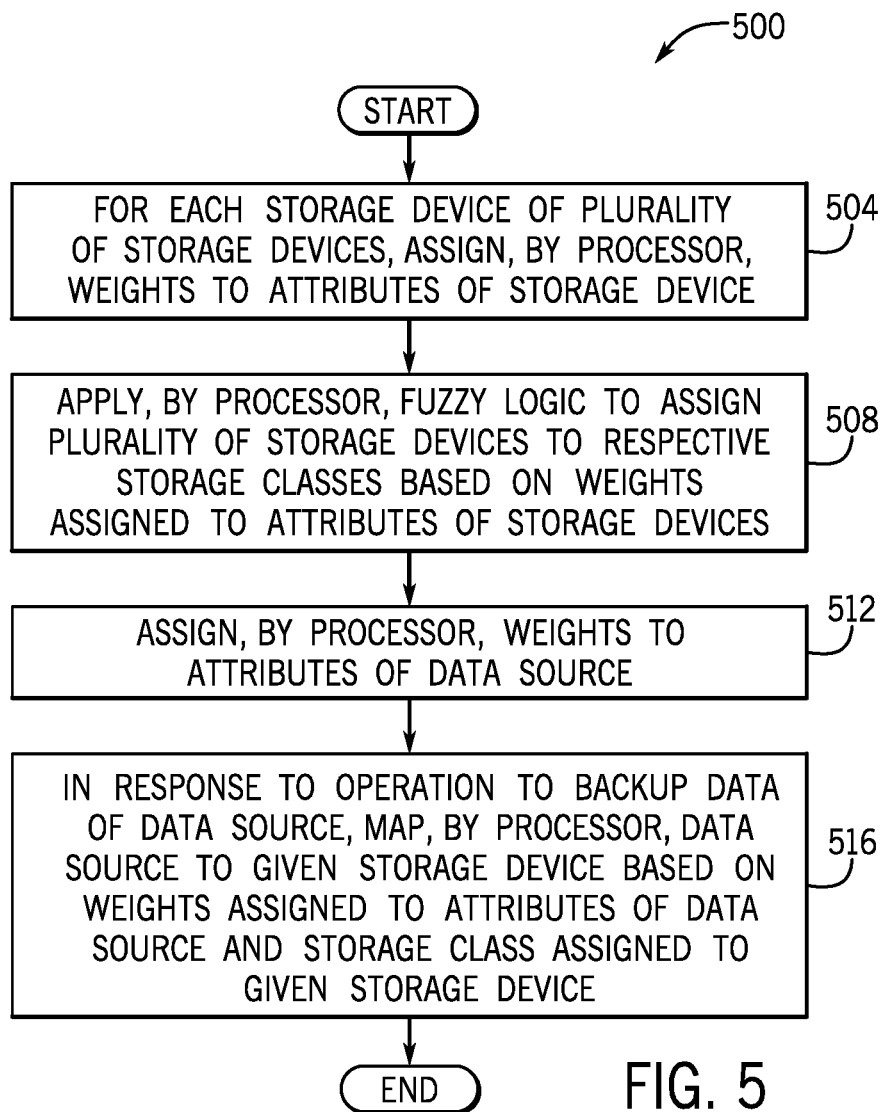 500
START
FOR EACH STORAGE DEVICE OF PLURALITY
OF STORAGE DEVICES, ASSIGN, BY PROCESSOR,
WEIGHTS TO ATTRIBUTES OF STORAGE DEVICE
504
APPLY, BY PROCESSOR, FUZZY LOGIC TO ASSIGN
PLURALITY OF STORAGE DEVICES TO RESPECTIVE
STORAGE CLASSES BASED ON WEIGHTS
ASSIGNED TO ATTRIBUTES OF STORAGE DEVICES
508
ASSIGN, BY PROCESSOR, WEIGHTS TO
ATTRIBUTES OF DATA SOURCE
512
IN RESPONSE TO OPERATION TO BACKUP DATA
OF DATA SOURCE, MAP, BY PROCESSOR, DATA
SOURCE TO GIVEN STORAGE DEVICE BASED ON
WEIGHTS ASSIGNED TO ATTRIBUTES OF DATA
SOURCE AND STORAGE CLASS ASSIGNED TO
GIVEN STORAGE DEVICE
516
END
FIG. 5